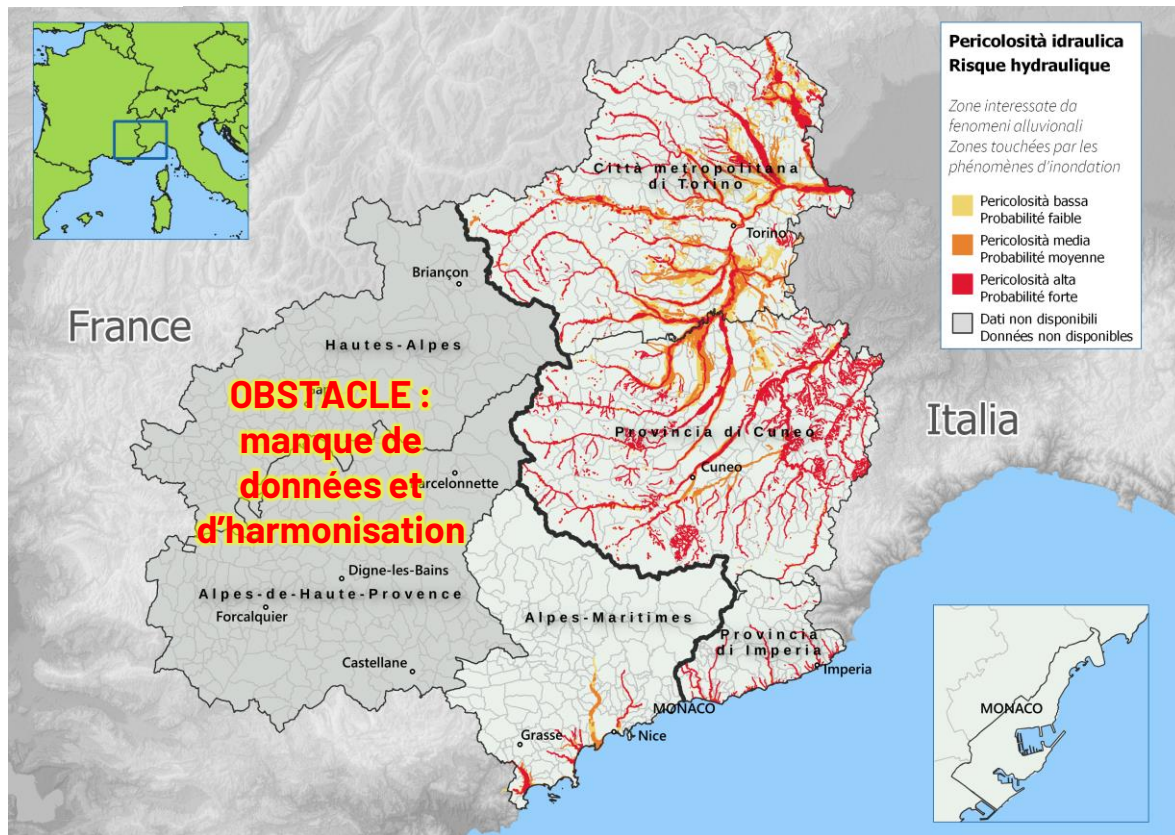 Pericolosità idraulica
Risque hydraulique
Zone interessate da
fenomeni alluvionali
Zones touchées par les
phénomènes d'inondation
Pericolosità bassa
Probabilité faible
Pericolosità media
Probabilité moyenne
Pericolosità alta
Probabilité forte
Dati non disponibili
Données non disponibles
Città metropolitana
di Torino
Torino
Briançon
France
Hautes-Alpes
OBSTACLE :
manque de
données et
d'harmonisation
Italia
Provincia di Cuneo
Cuneo
Digne-les-Bains
Alpes-de-Haute-Provence
Forcalquier
Castellane
Alpes-Maritimes
Provincia
di Imperia
Imperia
MONACO
Nice
Grasse
MONACO